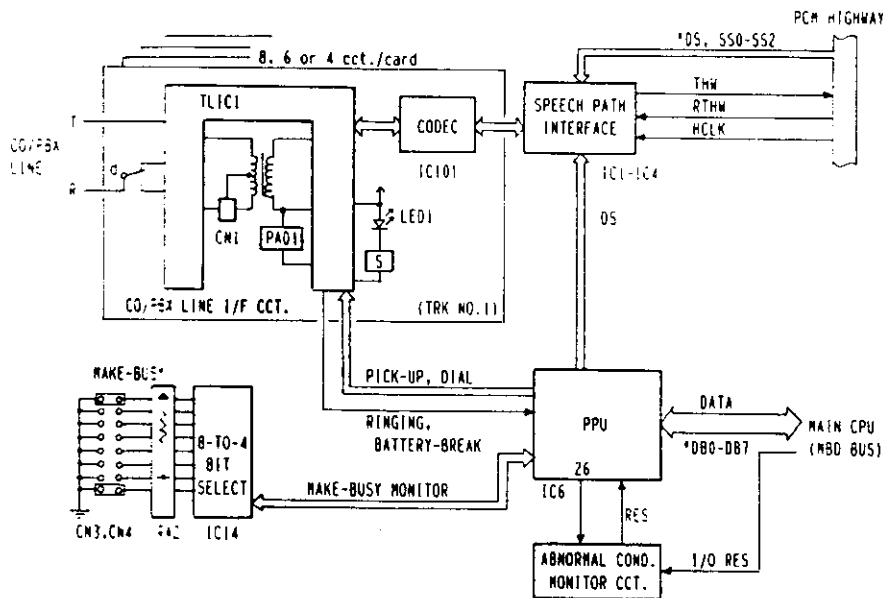 PCM HIGHWAY
8, 6 or 4 cct./card
*DS, SS0-SS2
TLIC1
THW
T
CODEC
SPEECH PATH
INTERFACE
RTHW
CO/PBX
LINE
HCLK
d
R
IC101
IC1-IC4
CN1
PAD1
LED1
S
DS
CO/PBX LINE I/F CCT.
(TRK NO.1)
MAKE-BUSY
PICK-UP, DIAL
RINGING,
BATTERY-BREAK
PPU
DATA
*DB0-DB7
MAIN CPU
(MBD BUS)
8-TO-4
BIT
SELECT
26
MAKE-BUSY MONITOR
IC6
RES
CN3,CN4
RA2
IC14
ABNORMAL COND.
MONITOR CCT.
I/O RES